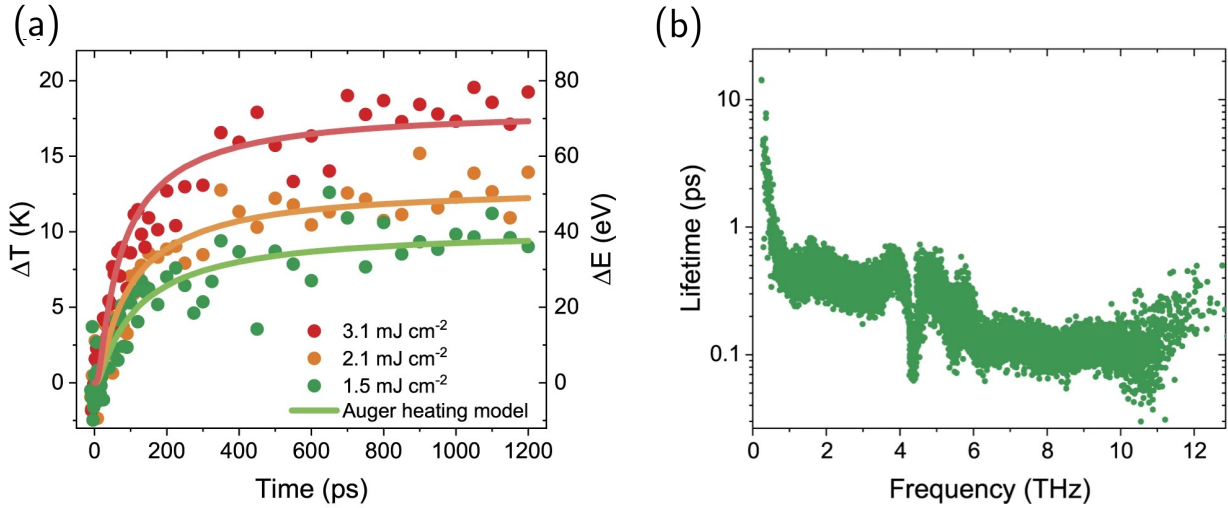 (a)
20
15
10
5
0
ΔT (K)
80
60
40
20
0
ΔE (eV)
3.1 mJ cm⁻²
2.1 mJ cm⁻²
1.5 mJ cm⁻²
Auger heating model
0 200 400 600 800 1000 1200
Time (ps)
(b)
10
1
0.1
Lifetime (ps)
0 2 4 6 8 10 12
Frequency (THz)